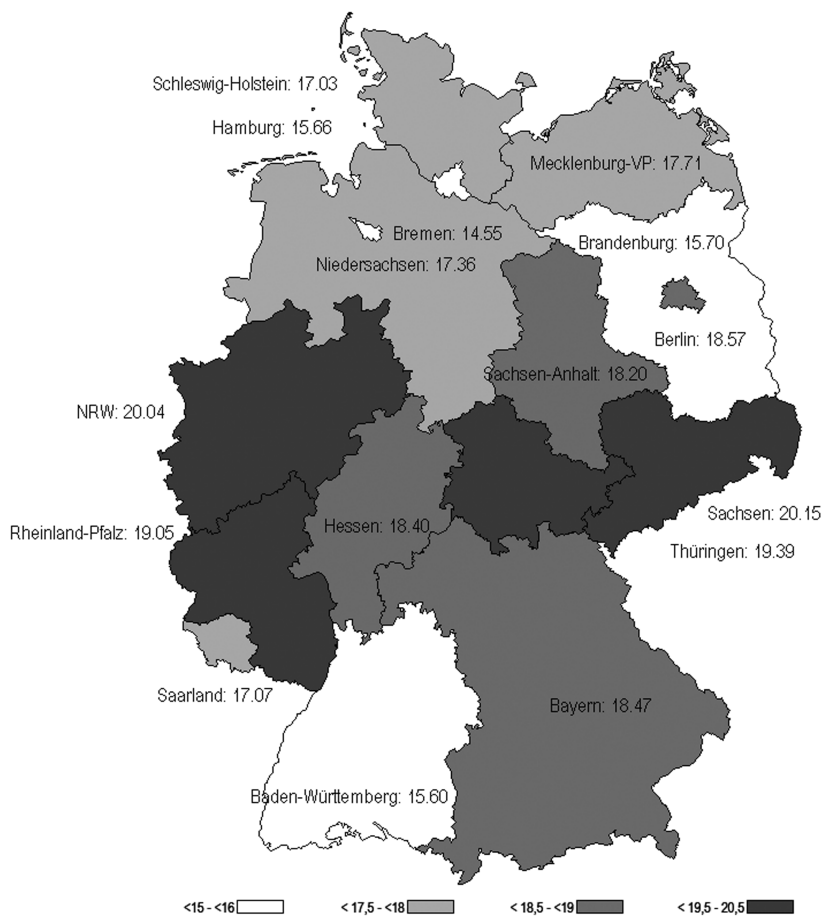 Schleswig-Holstein: 17.03
Hamburg: 15.66
Mecklenburg-VP: 17.71
Bremen: 14.55
Brandenburg: 15.70
Niedersachsen: 17.36
Berlin: 18.57
Sachsen-Anhalt: 18.20
NRW: 20.04
Sachsen: 20.15
Hessen: 18.40
Rheinland-Pfalz: 19.05
Thüringen: 19.39
Saarland: 17.07
Bayern: 18.47
Baden-Württemberg: 15.60
<15 - <16 < 17,5 - <18 < 18,5 - <19 < 19,5 - 20,5